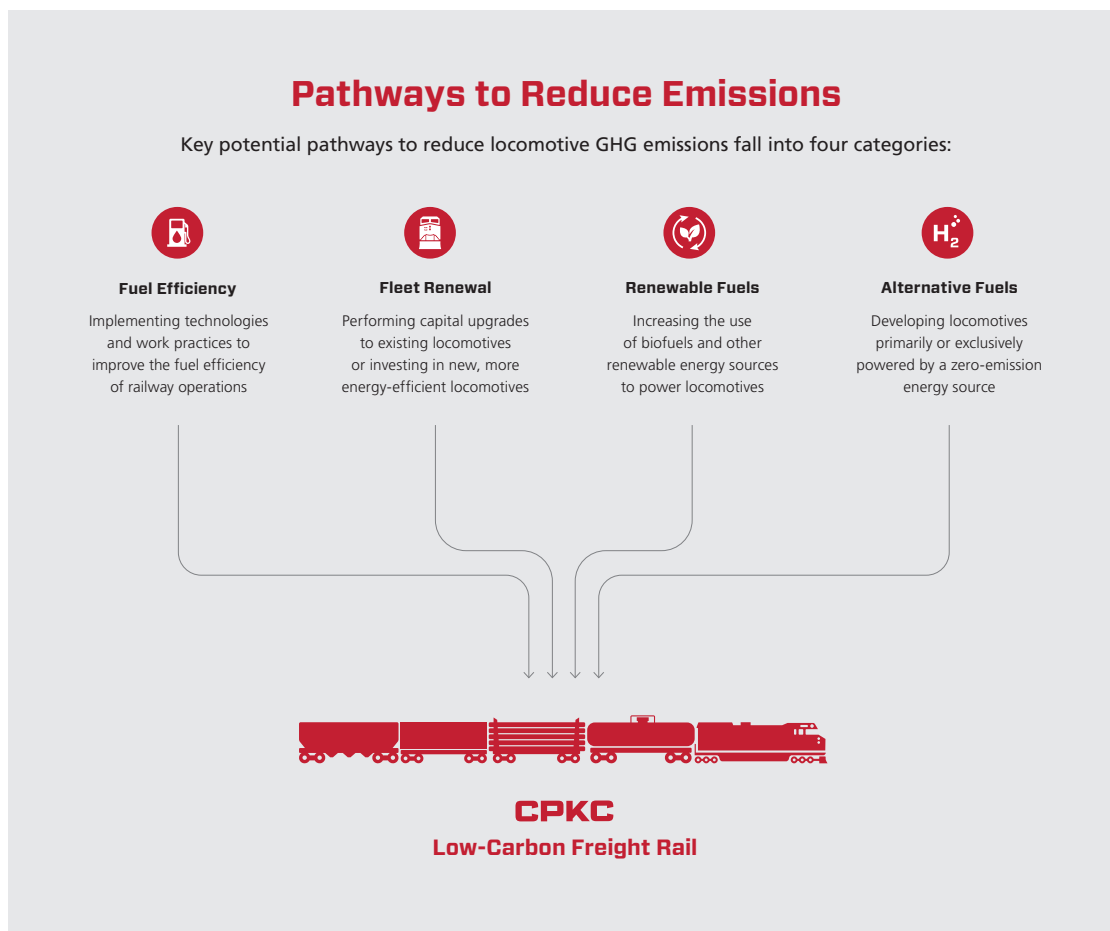 Pathways to Reduce Emissions
Key potential pathways to reduce locomotive GHG emissions fall into four categories:
H2
Fuel Efficiency
Implementing technologies
and work practices to
improve the fuel efficiency
of railway operations
Fleet Renewal
Performing capital upgrades
to existing locomotives
or investing in new, more
energy-efficient locomotives
Renewable Fuels
Increasing the use
of biofuels and other
renewable energy sources
to power locomotives
Alternative Fuels
Developing locomotives
primarily or exclusively
powered by a zero-emission
energy source
CPKC
Low-Carbon Freight Rail